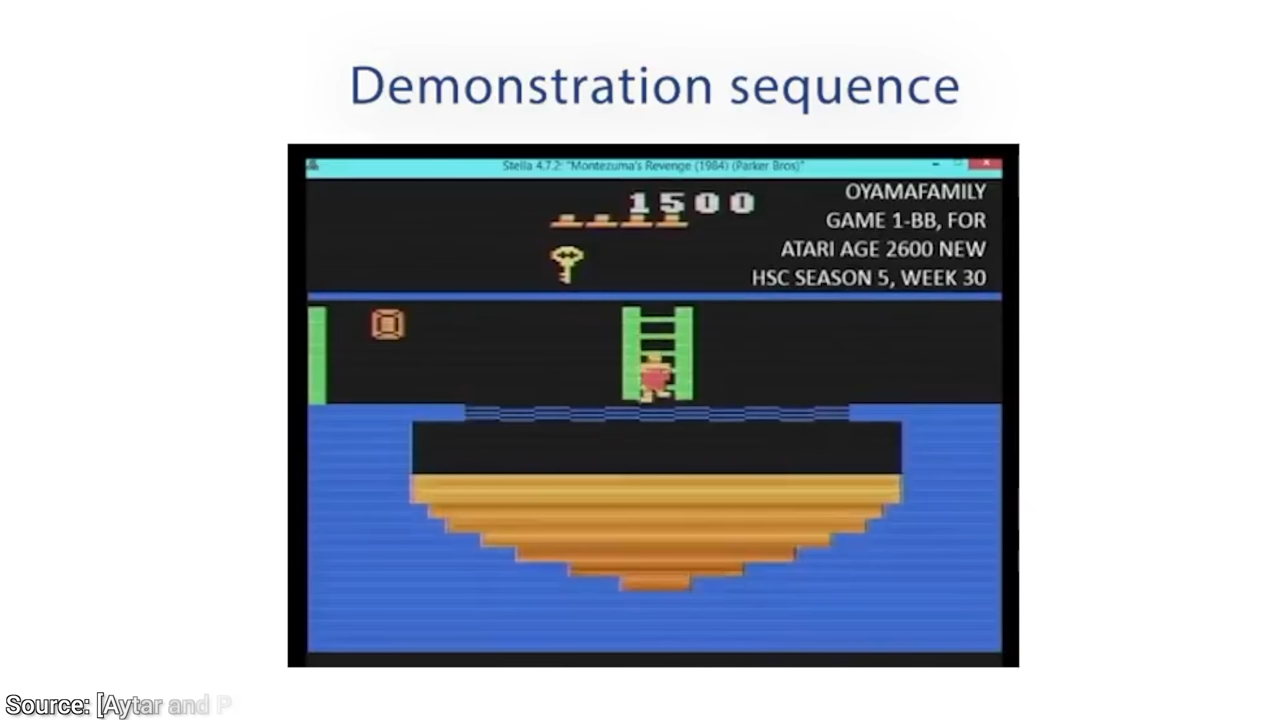 Demonstration sequence
Stella 4.7.2: "Montezuma's Revenge (1984) (Parker Bros)"
1500
OYAMAFAMILY
GAME 1-BB, FOR
ATARI AGE 2600 NEW
HSC SEASON 5, WEEK 30
Source: [Aytar and P